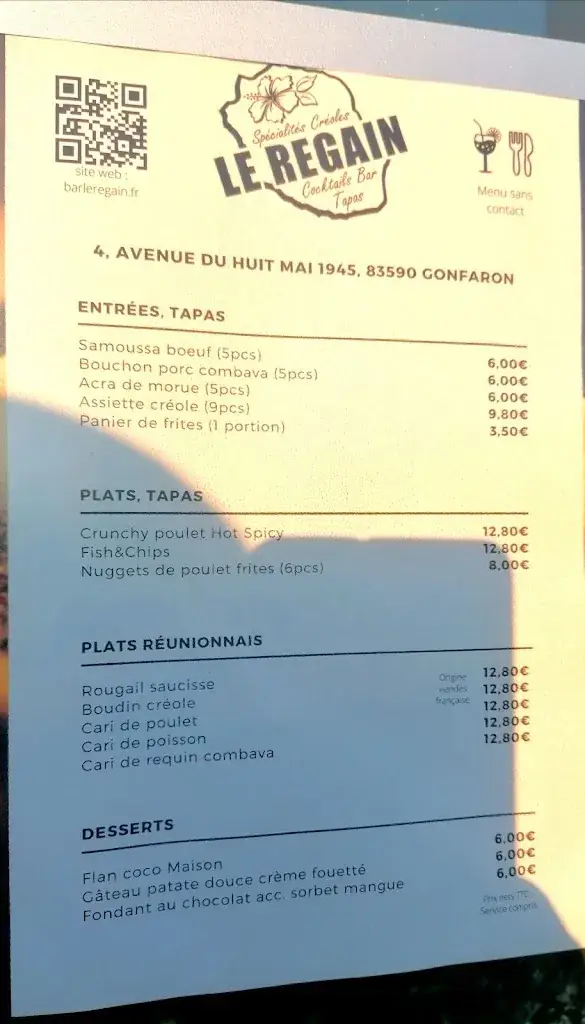 site web :
barleregain.fr
Spécialités Créoles
LE REGAIN
Cocktails Bar
Tapas
Menu sans
contact
4, AVENUE DU HUIT MAI 1945, 83590 GONFARON
ENTRÉES, TAPAS
Samoussa boeuf (5pcs) 6,00€
Bouchon porc combava (5pcs) 6,00€
Acra de morue (5pcs) 6,00€
Assiette créole (9pcs) 9,80€
Panier de frites (1 portion) 3,50€
PLATS, TAPAS
Crunchy poulet Hot Spicy 12,80€
Fish&Chips 12,80€
Nuggets de poulet frites (6pcs) 8,00€
PLATS RÉUNIONNAIS
Rougail saucisse 12,80€
Boudin créole 12,80€
Cari de poulet 12,80€
Cari de poisson 12,80€
Cari de requin combava 12,80€
Origine
viandes
française
DESSERTS
Flan coco Maison 6,00€
Gâteau patate douce crème fouetté 6,00€
Fondant au chocolat acc. sorbet mangue 6,00€
Prix nets TTC
Service compris